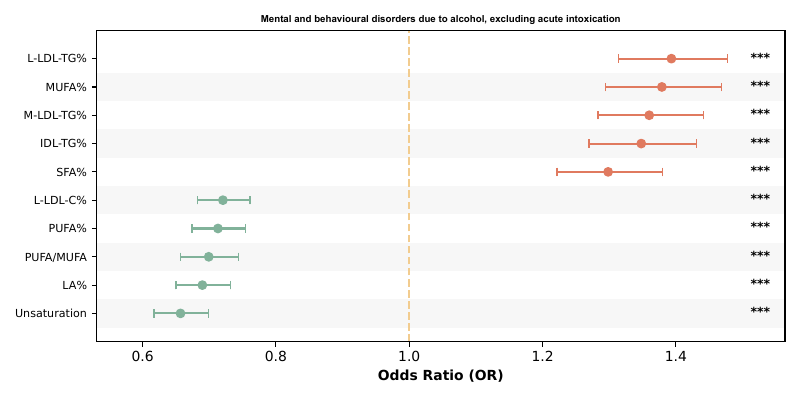 Mental and behavioural disorders due to alcohol, excluding acute intoxication
L-LDL-TG% ***
MUFA% ***
M-LDL-TG% ***
IDL-TG% ***
SFA% ***
L-LDL-C% ***
PUFA% ***
PUFA/MUFA ***
LA% ***
Unsaturation ***
0.6 0.8 1.0 1.2 1.4
Odds Ratio (OR)